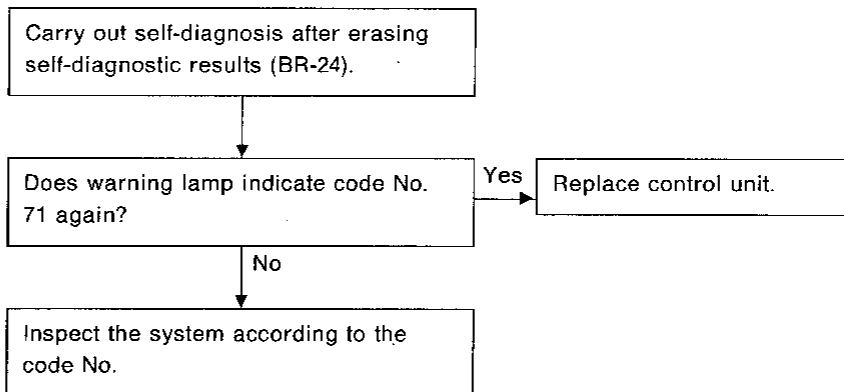 Carry out self-diagnosis after erasing
self-diagnostic results (BR-24).
Does warning lamp indicate code No.
71 again?
Yes
Replace control unit.
No
Inspect the system according to the
code No.